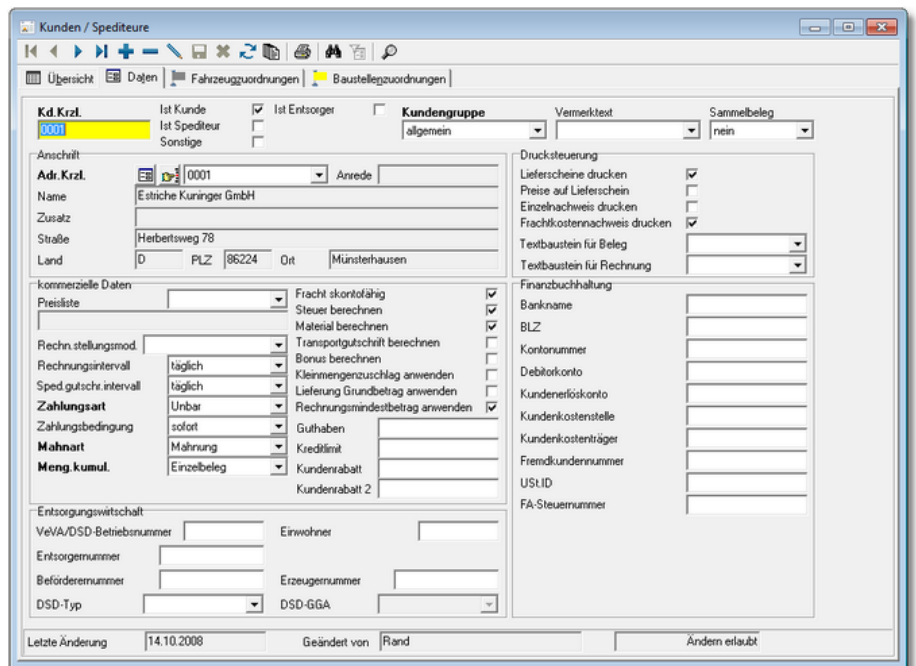 Kunden / Spediteure
Übersicht Daten Fahrzeugzuordnungen Baustellenzuordnungen
Kd.Krzl. Ist Kunde Ist Entsorger Kundengruppe Vermerktext Sammelbeleg
0001 Ist Spediteur allgemein nein
Sonstige
Anschrift
Adr.Krzl. 0001 Anrede
Name Estriche Kuninger GmbH
Zusatz
Straße Herbertsweg 78
Land D PLZ 86224 Ort Münsterhausen
Drucksteuerung
Lieferscheine drucken
Preise auf Lieferschein
Einzelnachweis drucken
Frachtkostennachweis drucken
Textbaustein für Beleg
Textbaustein für Rechnung
kommerzielle Daten
Preisliste
Rechn.stellungsmod.
Rechnungsintervall täglich
Sped.gutschr.intervall täglich
Zahlungsart Unbar
Zahlungsbedingung sofort
Mahnart Mahnung
Meng.kumul. Einzelbeleg
Fracht skontofähig
Steuer berechnen
Material berechnen
Transportgutschrift berechnen
Bonus berechnen
Kleinmengenzuschlag anwenden
Lieferung Grundbetrag anwenden
Rechnungsmindestbetrag anwenden
Guthaben
Kreditlimit
Kundenrabatt
Kundenrabatt 2
Finanzbuchhaltung
Bankname
BLZ
Kontonummer
Debitorkonto
Kundenerlöskonto
Kundenkostenstelle
Kundenkostenträger
Fremdkundennummer
USt.ID
FA-Steuernummer
Entsorgungswirtschaft
VeVA/DSD-Betriebsnummer Einwohner
Entsorgernummer
Beförderernummer Erzeugernummer
DSD-Typ DSD-GGA
Letzte Änderung 14.10.2008 Geändert von Rand Ändern erlaubt